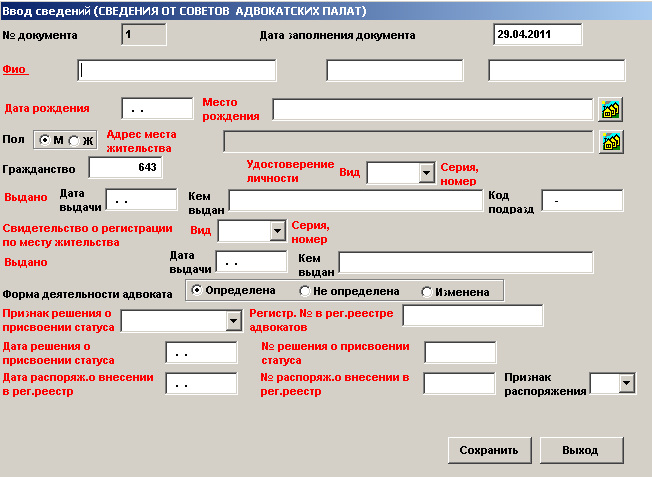 Ввод сведений (СВЕДЕНИЯ ОТ СОВЕТОВ АДВОКАТСКИХ ПАЛАТ)
№ документа 1 Дата заполнения документа 29.04.2011
Фио
Дата рождения . . Место рождения
Пол М Ж Адрес места жительства
Гражданство 643 Удостоверение личности Вид Серия, номер
Выдано Дата выдачи . . Кем выдан Код подразд -
Свидетельство о регистрации по месту жительства Вид Серия, номер
Выдано Дата выдачи . . Кем выдан
Форма деятельности адвоката Определена Не определена Изменена
Признак решения о присвоении статуса Регистр. № в рег.реестре адвокатов
Дата решения о присвоении статуса . . № решения о присвоении статуса
Дата распоряж.о внесении в рег.реестр . . № распоряж.о внесении в рег.реестр Признак распоряжения
Сохранить Выход